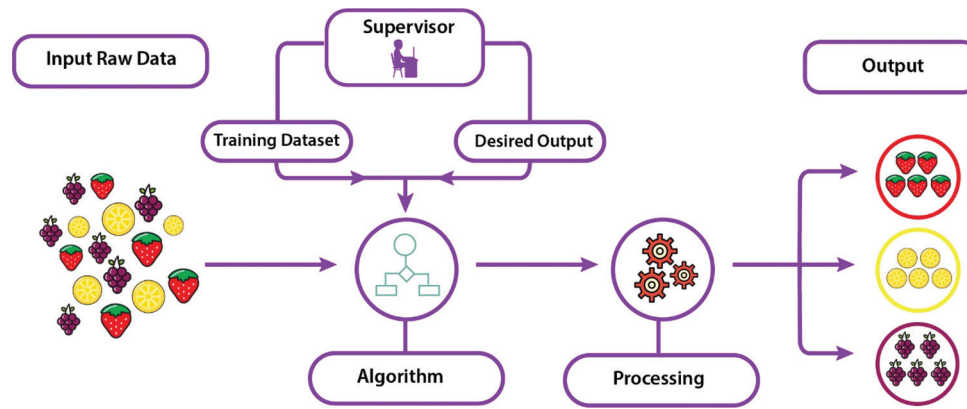 Supervisor
Input Raw Data
Output
Training Dataset
Desired Output
Algorithm
Processing